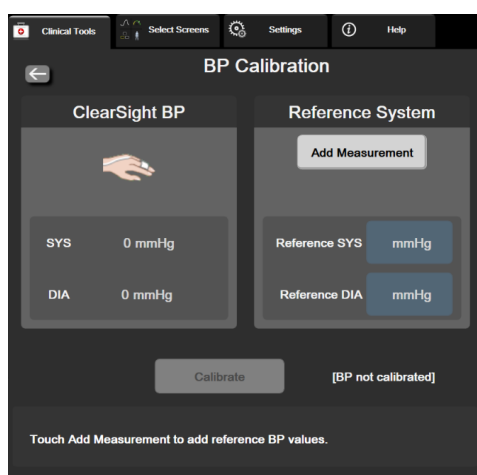 Clinical Tools Select Screens Settings Help
BP Calibration
ClearSight BP
Reference System
Add Measurement
SYS 0 mmHg
DIA 0 mmHg
Reference SYS mmHg
Reference DIA mmHg
Calibrate [BP not calibrated]
Touch Add Measurement to add reference BP values.